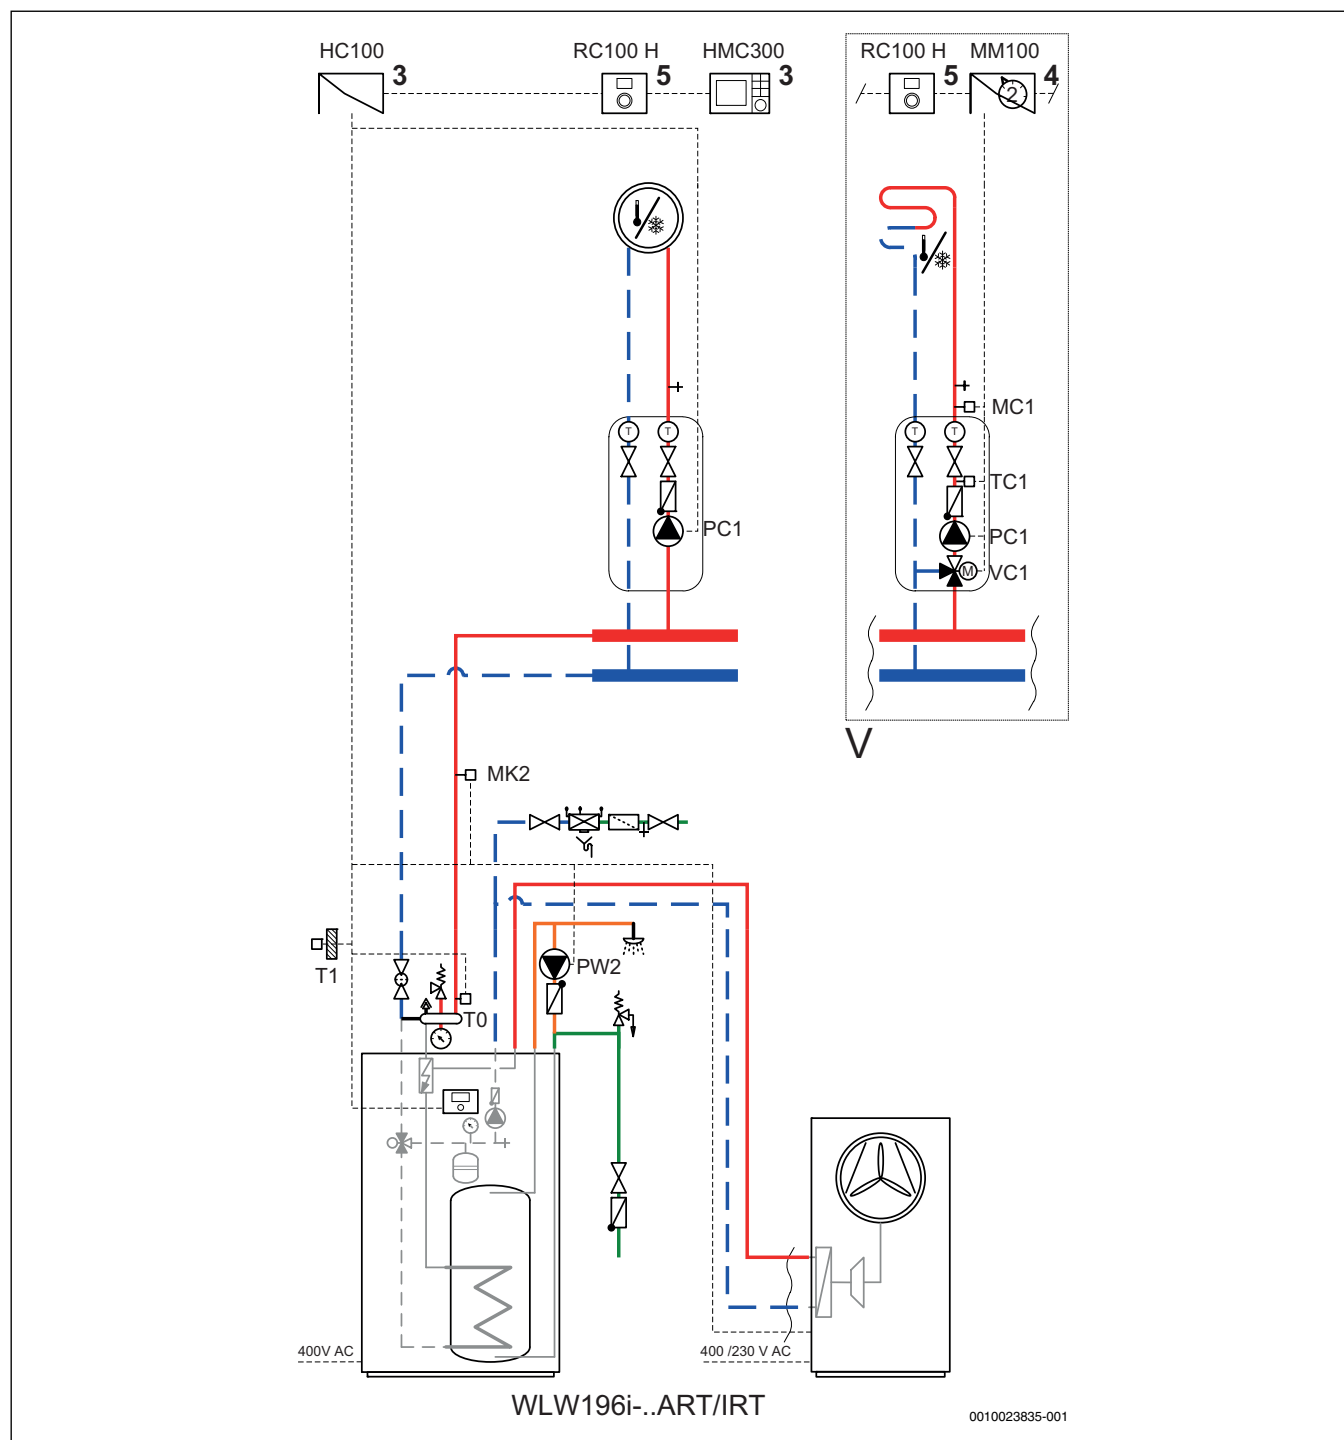 HC100
3
RC100 H
5
HMC300
3
RC100 H
5
MM100
4
2
T
T
T
T
MC1
TC1
PC1
PC1
M
VC1
V
MK2
T1
PW2
T0
400V AC
400 /230 V AC
WLW196i-..ART/IRT
0010023835-001